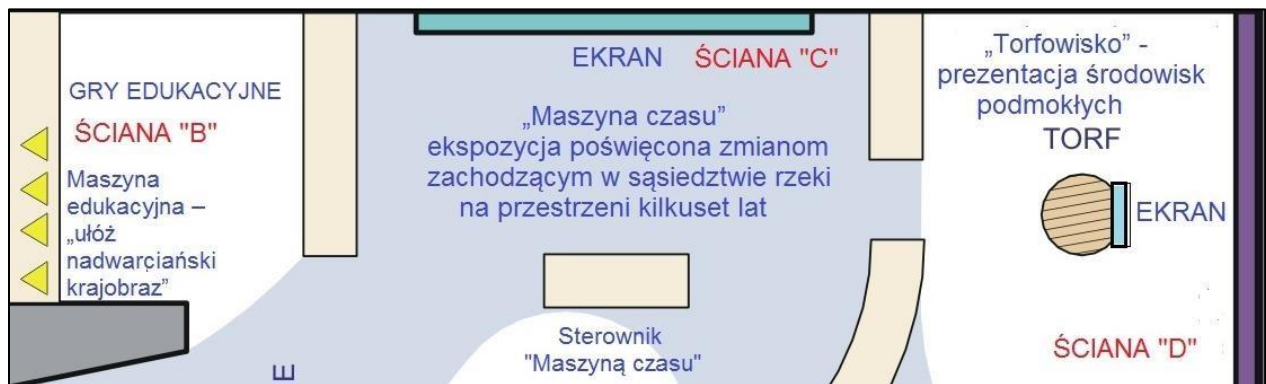 GRY EDUKACYJNE
ŚCIANA "B"
Maszyna
edukacyjna –
„ułóż
nadwarciański
krajobraz”
EKRAN ŚCIANA "C"
„Maszyna czasu”
ekspozycja poświęcona zmianom
zachodzącym w sąsiedztwie rzeki
na przestrzeni kilkuset lat
Sterownik
"Maszyną czasu"
E
„Torfowisko” -
prezentacja środowisk
podmokłych
TORF
EKRAN
ŚCIANA "D"